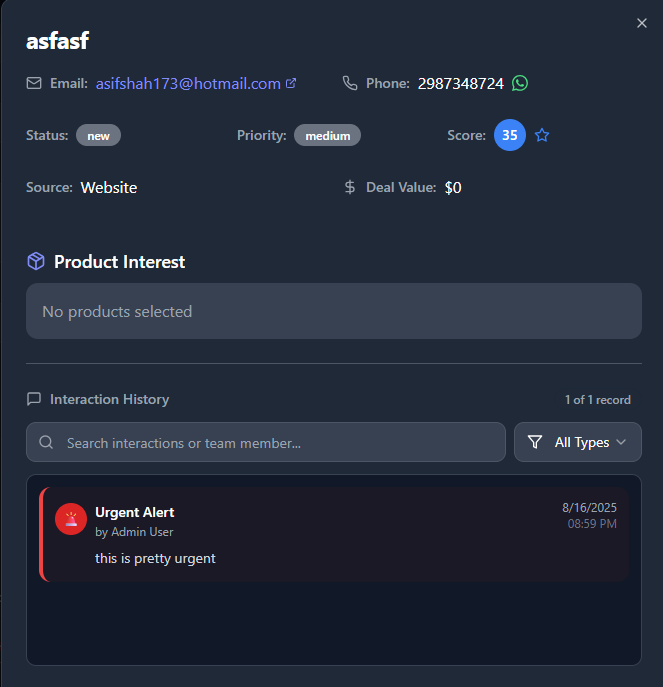 asfasf
Email: asifshah173@hotmail.com Phone: 2987348724
Status: new Priority: medium Score: 35
Source: Website Deal Value: $0
Product Interest
No products selected
Interaction History 1 of 1 record
Search interactions or team member... All Types
Urgent Alert 8/16/2025
by Admin User 08:59 PM
this is pretty urgent